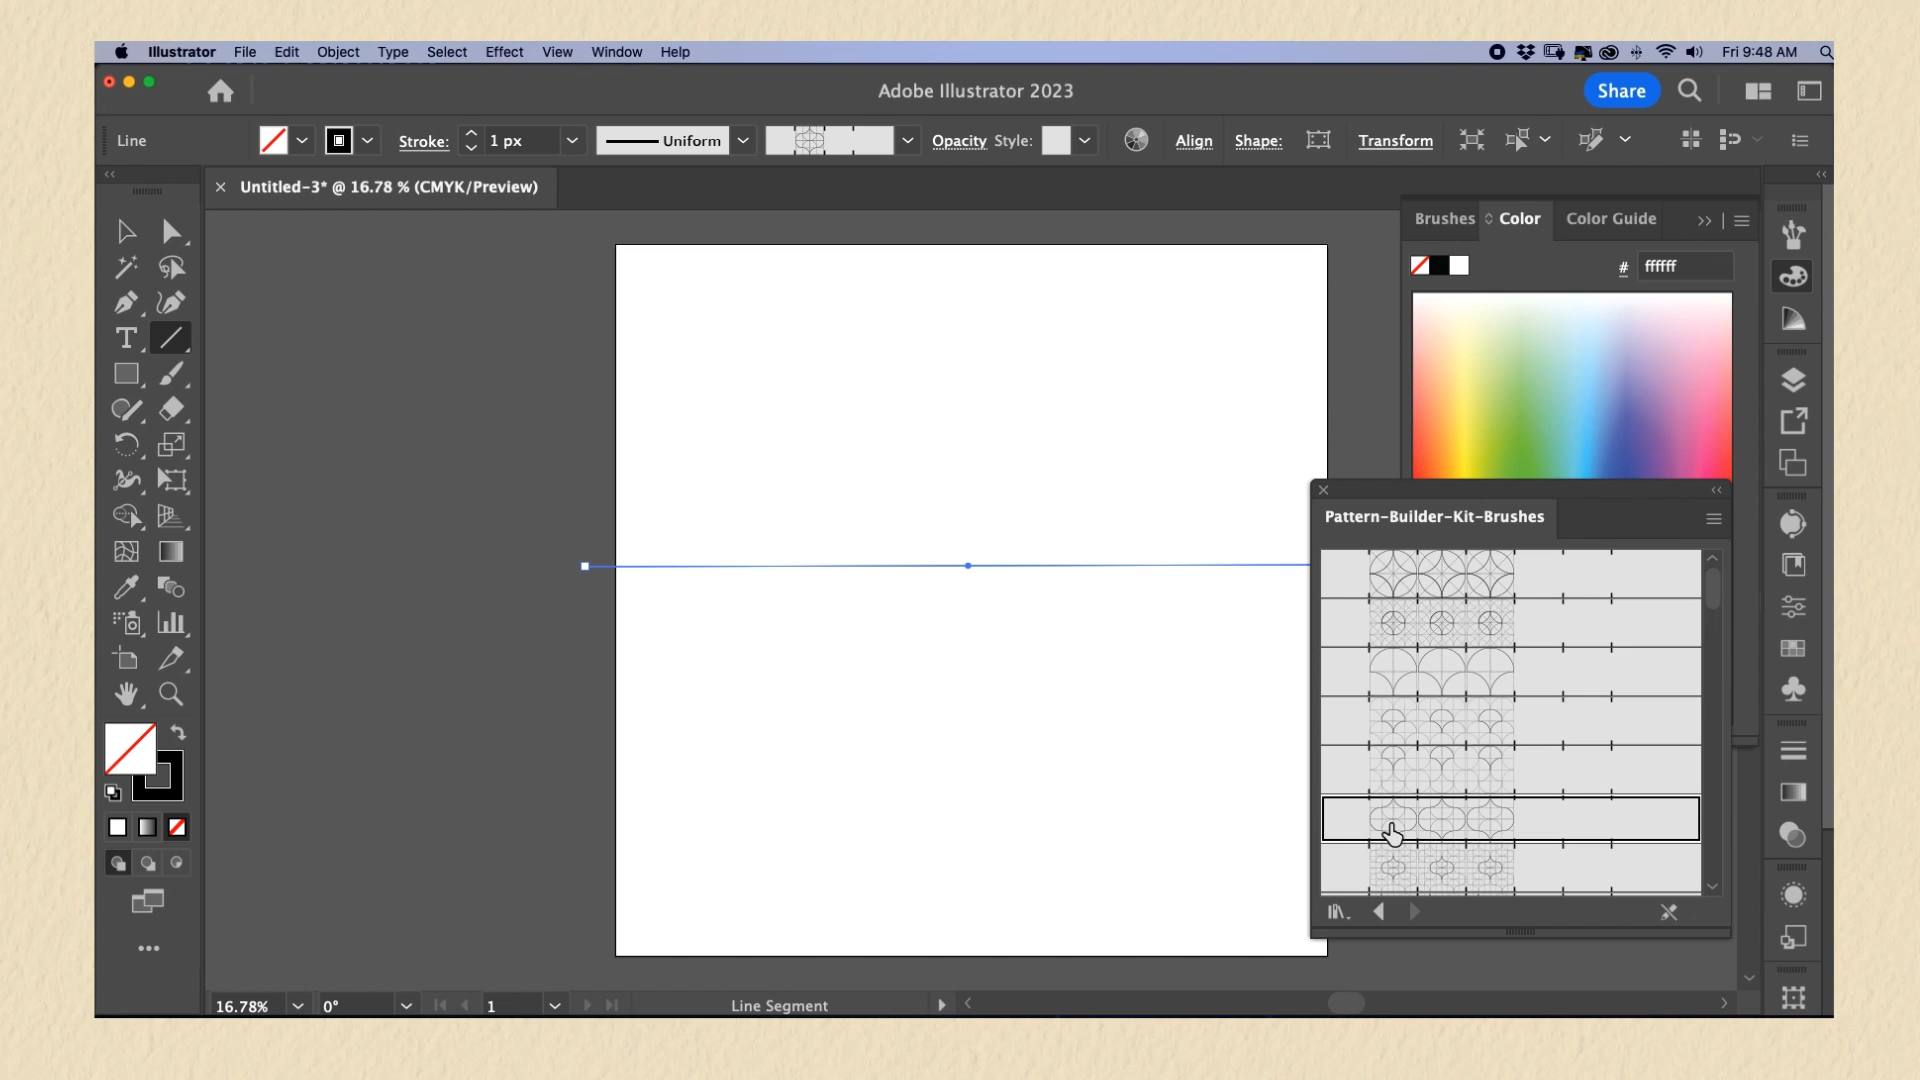 Illustrator File Edit Object Type Select Effect View Window Help Fri 9:48 AM
Adobe Illustrator 2023 Share
Line Stroke: 1 px Uniform Opacity Style: Align Shape: Transform
Untitled-3* @ 16.78 % (CMYK/Preview)
Brushes Color Color Guide
# ffffff
T
Pattern-Builder-Kit-Brushes
16.78% 0° 1 Line Segment